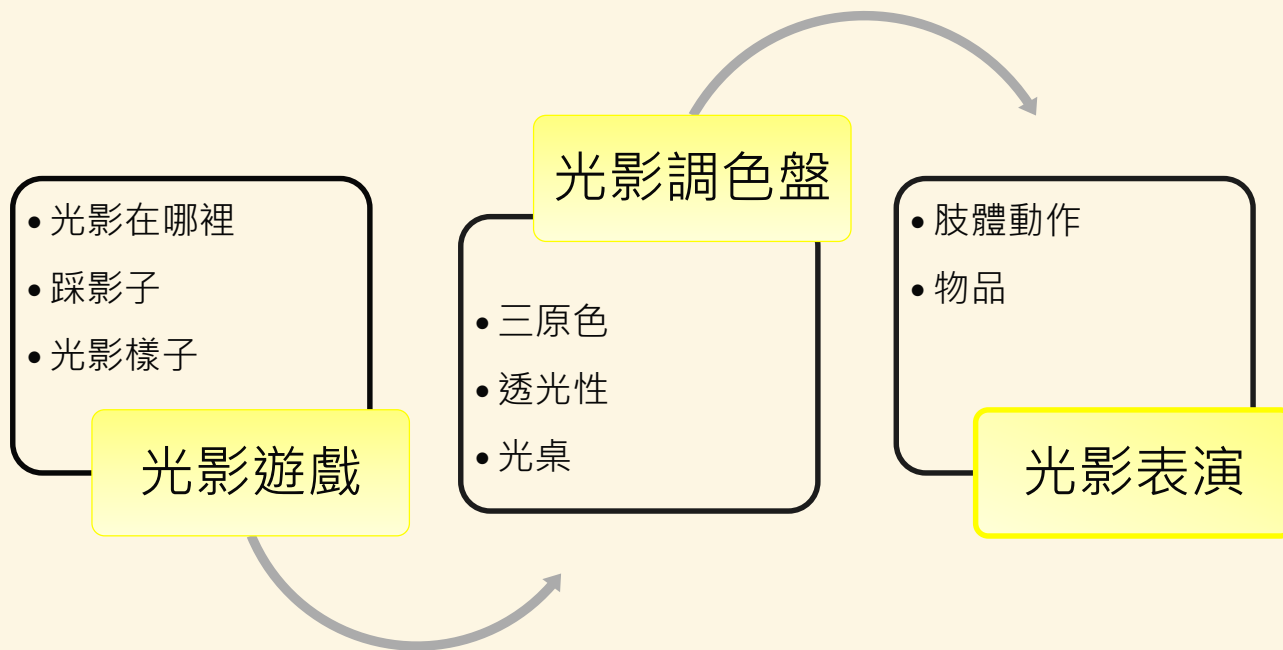 • 光影在哪裡
• 踩影子
• 光影樣子
光影遊戲
光影調色盤
• 三原色
• 透光性
• 光桌
• 肢體動作
• 物品
光影表演